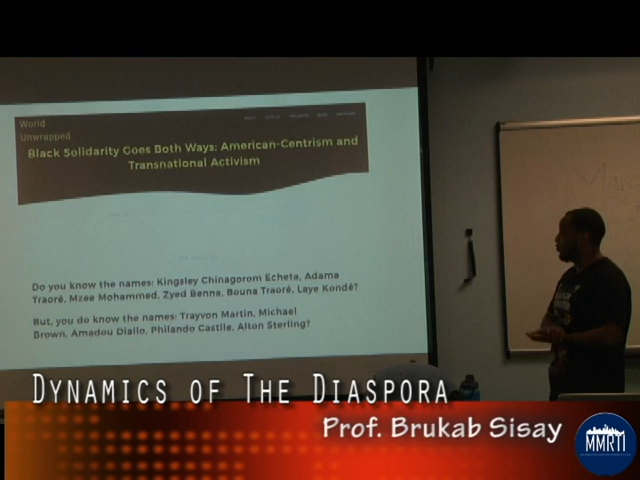 World
Unwrapped
Black Solidarity Goes Both Ways: American-Centrism and
Transnational Activism
Do you know the names: Kingsley Chinagorom Echeta, Adama
Traoré, Mzee Mohammed, Zyed Benna, Bouna Traoré, Laye Kondé?
But, you do know the names: Trayvon Martin, Michael
Brown, Amadou Diallo, Philando Castile, Alton Sterling?
DYNAMICS OF THE DIASPORA
Prof. Brukab Sisay
MMRTI